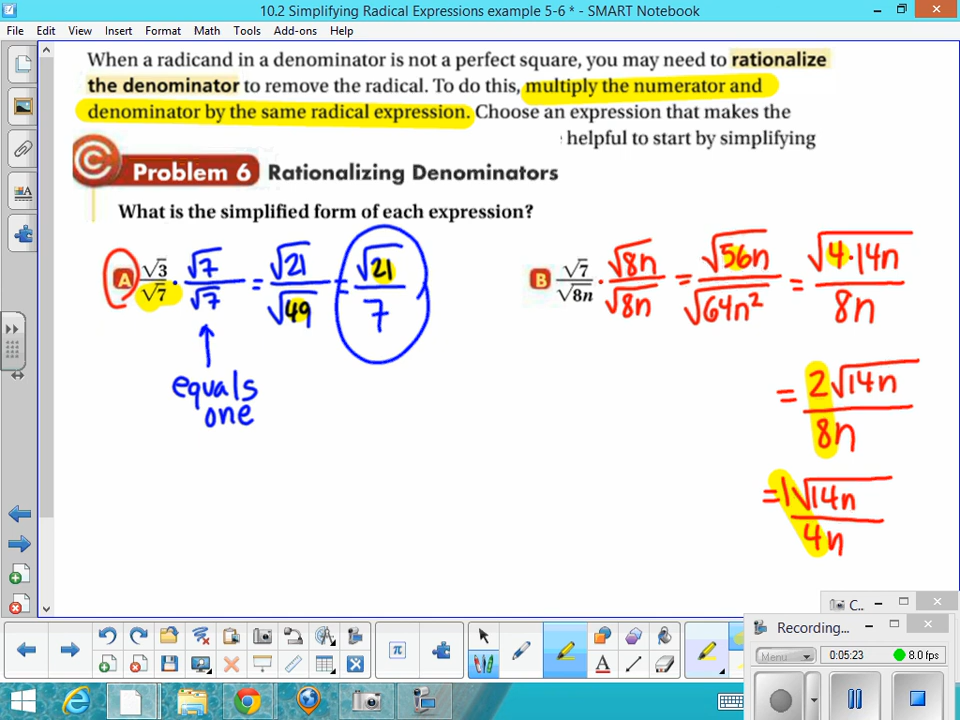 10.2 Simplifying Radical Expressions example 5-6 * - SMART Notebook
File Edit View Insert Format Math Tools Add-ons Help
When a radicand in a denominator is not a perfect square, you may need to rationalize
the denominator to remove the radical. To do this, multiply the numerator and
denominator by the same radical expression. Choose an expression that makes the
helpful to start by simplifying
Problem 6 Rationalizing Denominators
What is the simplified form of each expression?
A √3/√7 · √7/√7 = √21/√49 = √21/7
B √7/√8n · √8n/√8n = √56n/√64n² = √4·14n/8n
equals
one
= 2√14n/8n
= 1√14n/4n
C...
Recording...
Menu 0:05:23 8.0 fps